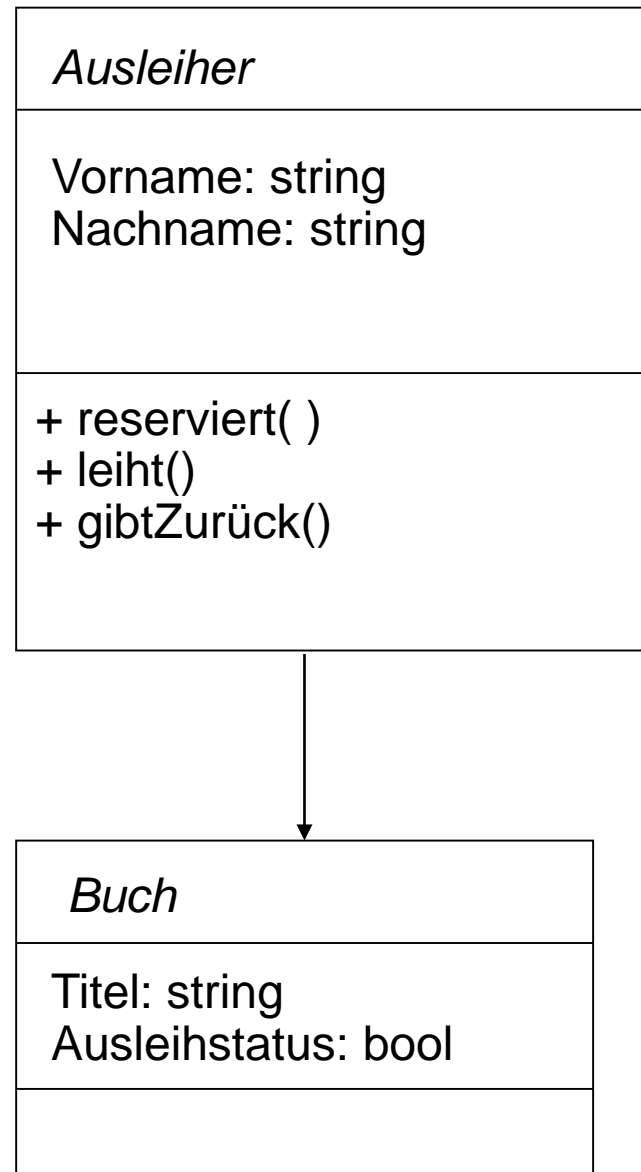 Ausleiher
Vorname: string
Nachname: string
+ reserviert( )
+ leiht()
+ gibtZurück()
Buch
Titel: string
Ausleihstatus: bool